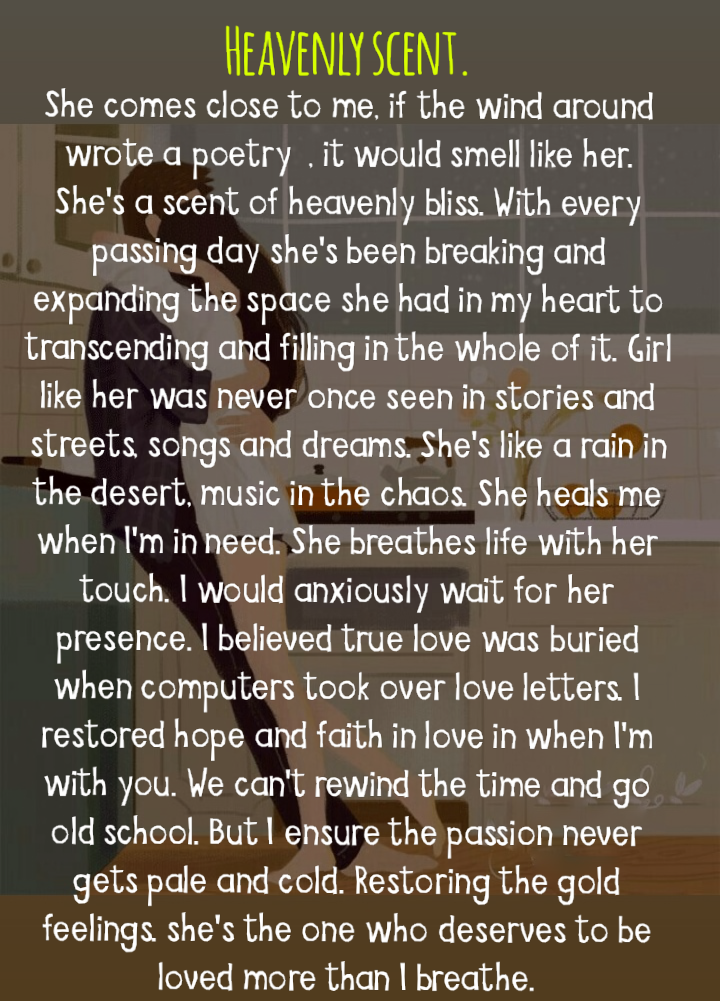 HEAVENLY SCENT.
She comes close to me, if the wind around
wrote a poetry , it would smell like her.
She's a scent of heavenly bliss. With every
passing day she's been breaking and
expanding the space she had in my heart to
transcending and filling in the whole of it. Girl
like her was never once seen in stories and
streets, songs and dreams. She's like a rain in
the desert, music in the chaos. She heals me
when I'm in need. She breathes life with her
touch. I would anxiously wait for her
presence. I believed true love was buried
when computers took over love letters. I
restored hope and faith in love in when I'm
with you. We can't rewind the time and go
old school. But I ensure the passion never
gets pale and cold. Restoring the gold
feelings. she's the one who deserves to be
loved more than I breathe.